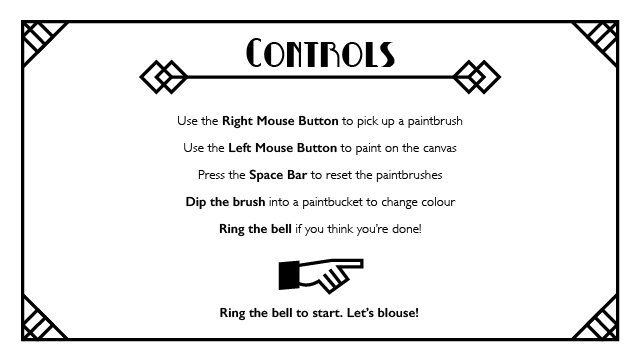 Controls
Use the Right Mouse Button to pick up a paintbrush
Use the Left Mouse Button to paint on the canvas
Press the Space Bar to reset the paintbrushes
Dip the brush into a paintbucket to change colour
Ring the bell if you think you're done!
Ring the bell to start. Let's blouse!